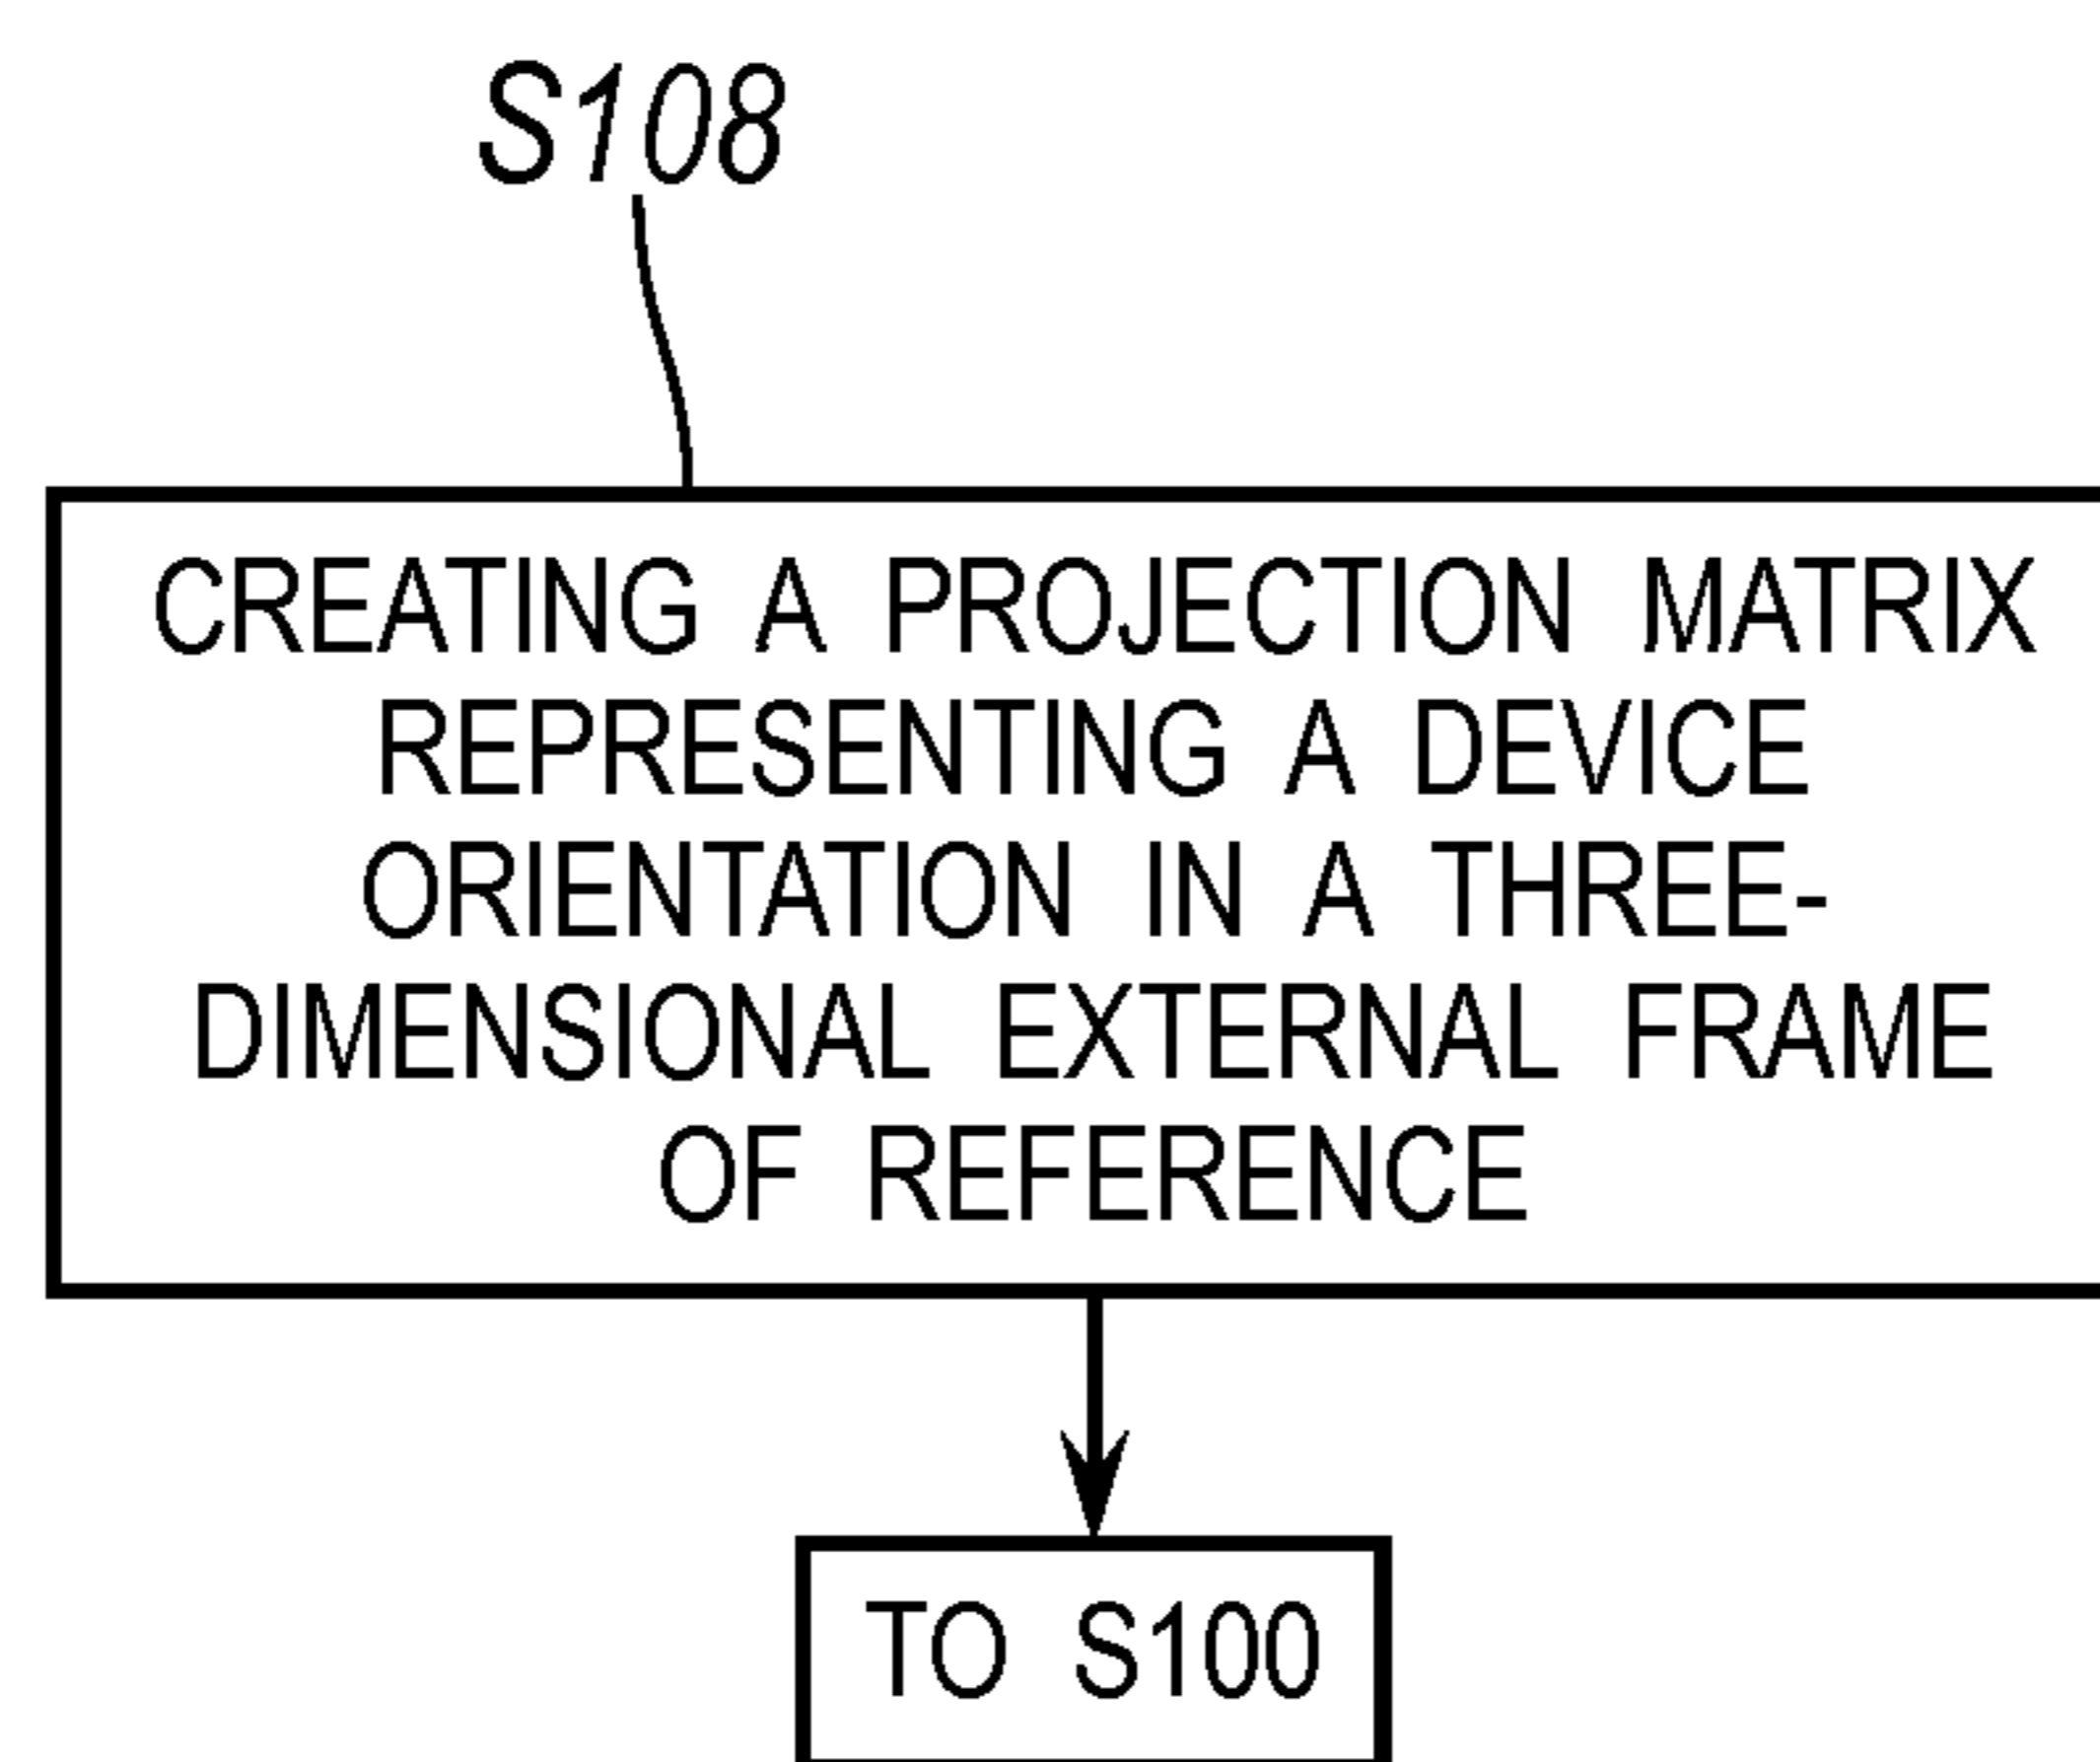 S108
CREATING A PROJECTION MATRIX
REPRESENTING A DEVICE
ORIENTATION IN A THREE-
DIMENSIONAL EXTERNAL FRAME
OF REFERENCE
TO S100